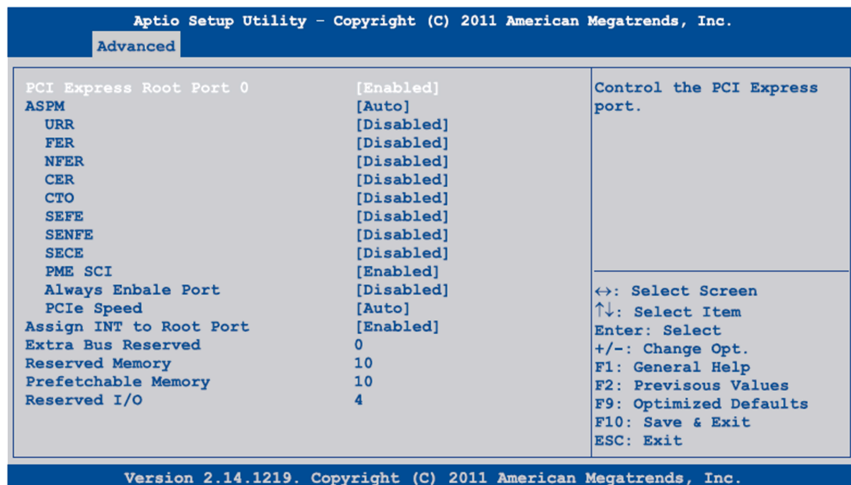 Aptio Setup Utility – Copyright (C) 2011 American Megatrends, Inc.
Advanced
PCI Express Root Port 0 [Enabled]
ASPM [Auto]
URR [Disabled]
FER [Disabled]
NFER [Disabled]
CER [Disabled]
CTO [Disabled]
SEFE [Disabled]
SENFE [Disabled]
SECE [Disabled]
PME SCI [Enabled]
Always Enbale Port [Disabled]
PCIe Speed [Auto]
Assign INT to Root Port [Enabled]
Extra Bus Reserved 0
Reserved Memory 10
Prefetchable Memory 10
Reserved I/O 4
Control the PCI Express
port.
↔: Select Screen
↑↓: Select Item
Enter: Select
+/-: Change Opt.
F1: General Help
F2: Previsous Values
F9: Optimized Defaults
F10: Save & Exit
ESC: Exit
Version 2.14.1219. Copyright (C) 2011 American Megatrends, Inc.